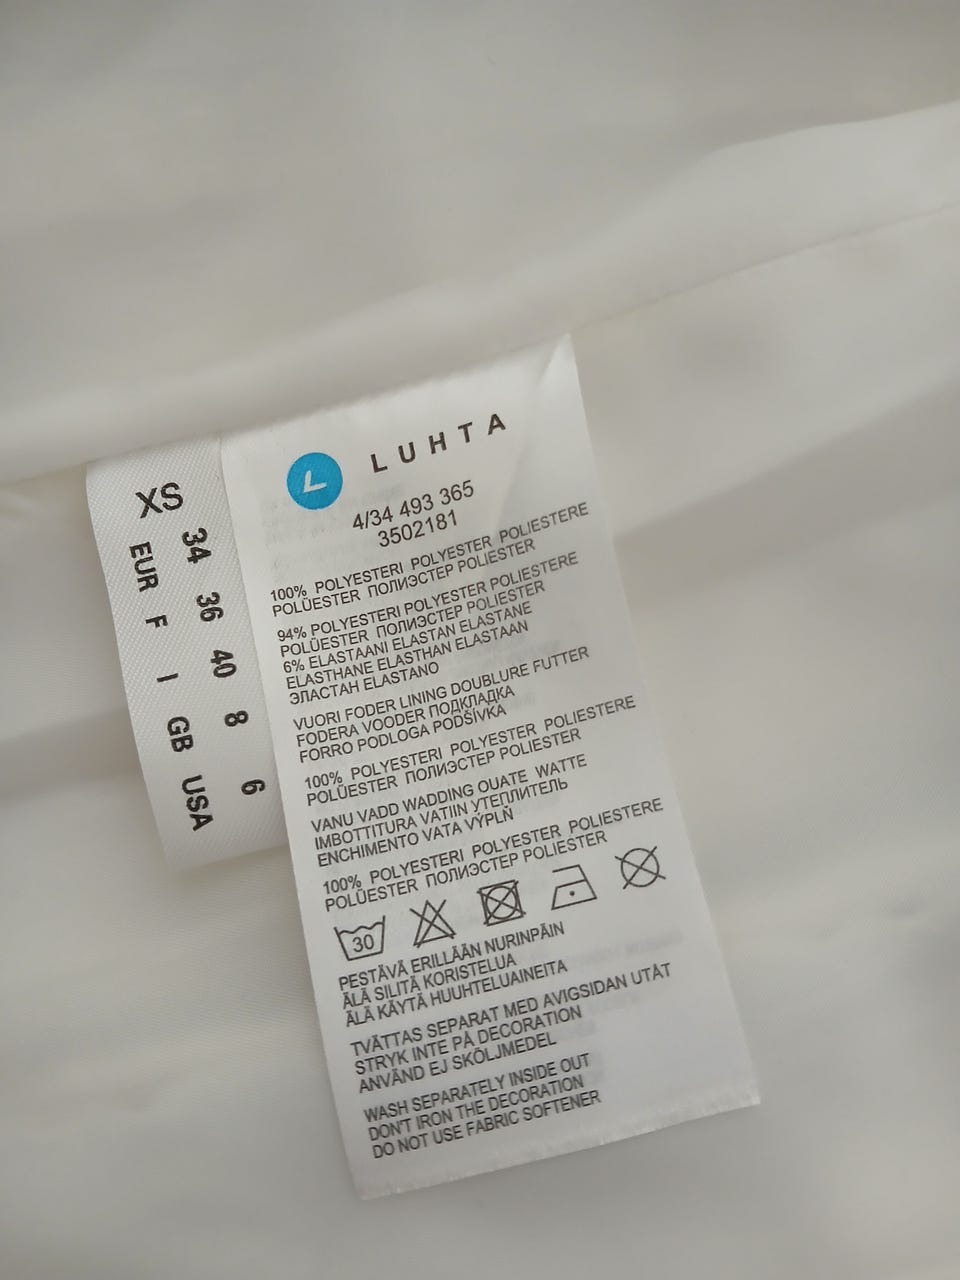 XS
34 36 40 8 6
EUR F I GB USA
LUHTA
4/34 493 365
3502181
100% POLYESTERI POLYESTER POLIESTERE
POLÜESTER ПОЛИЭСТЕР POLIESTER
94% POLYESTERI POLYESTER POLIESTERE
POLÜESTER ПОЛИЭСТЕР POLIESTER
6% ELASTAANI ELASTAN ELASTANE
ELASTHANE ELASTHAN ELASTAAN
ЭЛАСТАН ELASTANO
VUORI FODER LINING DOUBLURE FUTTER
FODERA VOODER ПОДКЛАДКА
FORRO PODLOGA PODŠÍVKA
100% POLYESTERI POLYESTER POLIESTERE
POLÜESTER ПОЛИЭСТЕР POLIESTER
VANU VADD WADDING OUATE WATTE
IMBOTTITURA VATIIN УТЕПЛИТЕЛЬ
ENCHIMENTO VATA VÝPLŇ
100% POLYESTERI POLYESTER POLIESTERE
POLÜESTER ПОЛИЭСТЕР POLIESTER
30
PESTÄVÄ ERILLÄÄN NURINPÄIN
ÄLÄ SILITÄ KORISTELUA
ÄLÄ KÄYTÄ HUUHTELUAINEITA
TVÄTTAS SEPARAT MED AVIGSIDAN UTÅT
STRYK INTE PÅ DECORATION
ANVÄND EJ SKÖLJMEDEL
WASH SEPARATELY INSIDE OUT
DON'T IRON THE DECORATION
DO NOT USE FABRIC SOFTENER